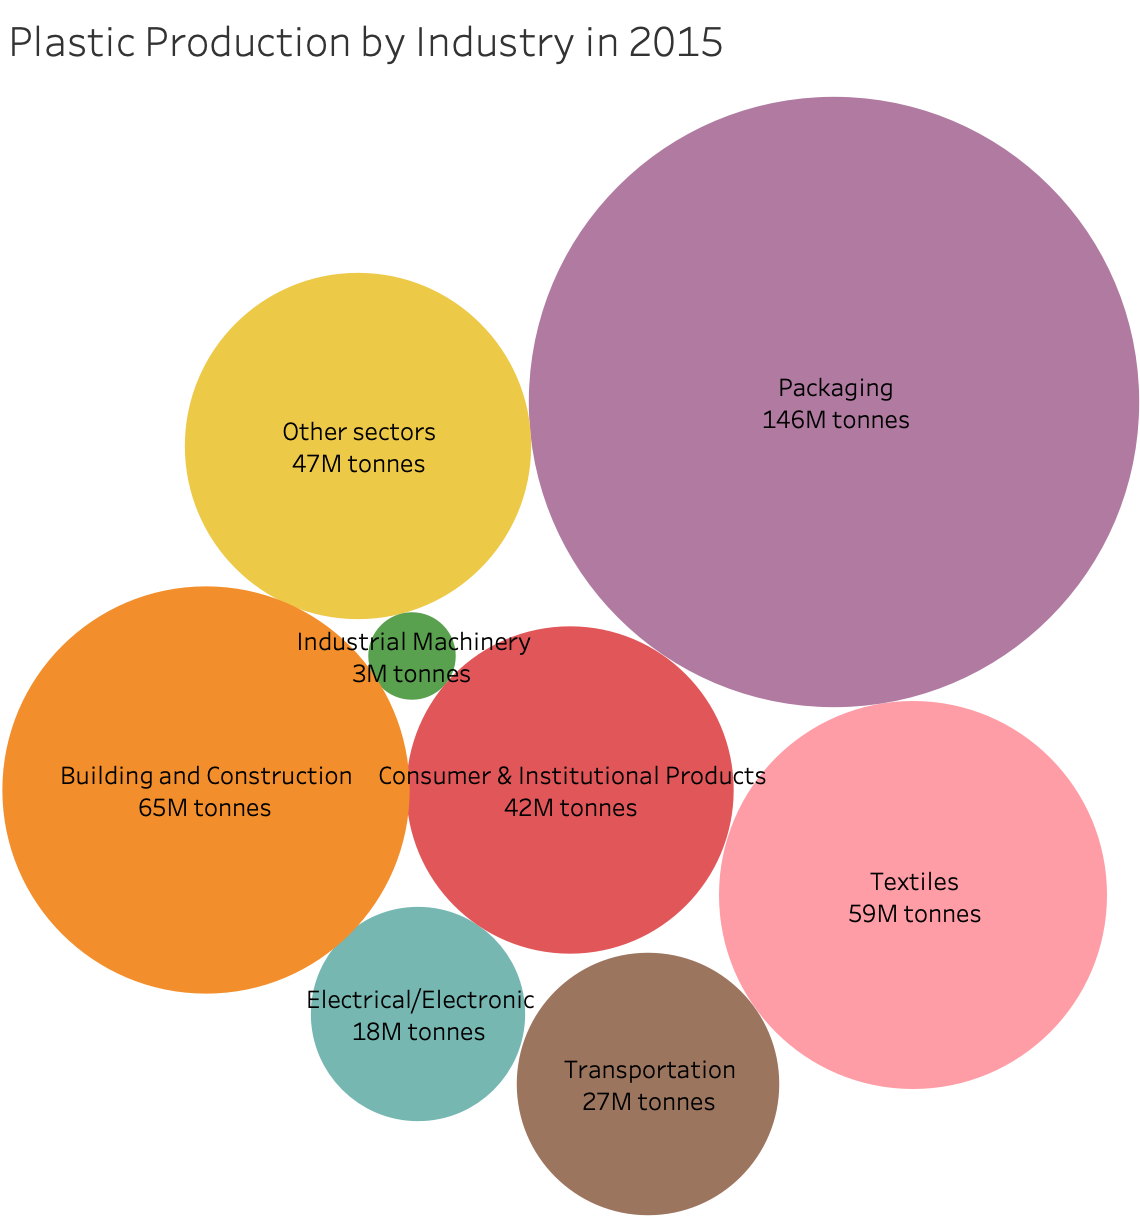 Plastic Production by Industry in 2015
Packaging
146M tonnes
Other sectors
47M tonnes
Industrial Machinery
3M tonnes
Building and Construction
65M tonnes
Consumer & Institutional Products
42M tonnes
Textiles
59M tonnes
Electrical/Electronic
18M tonnes
Transportation
27M tonnes